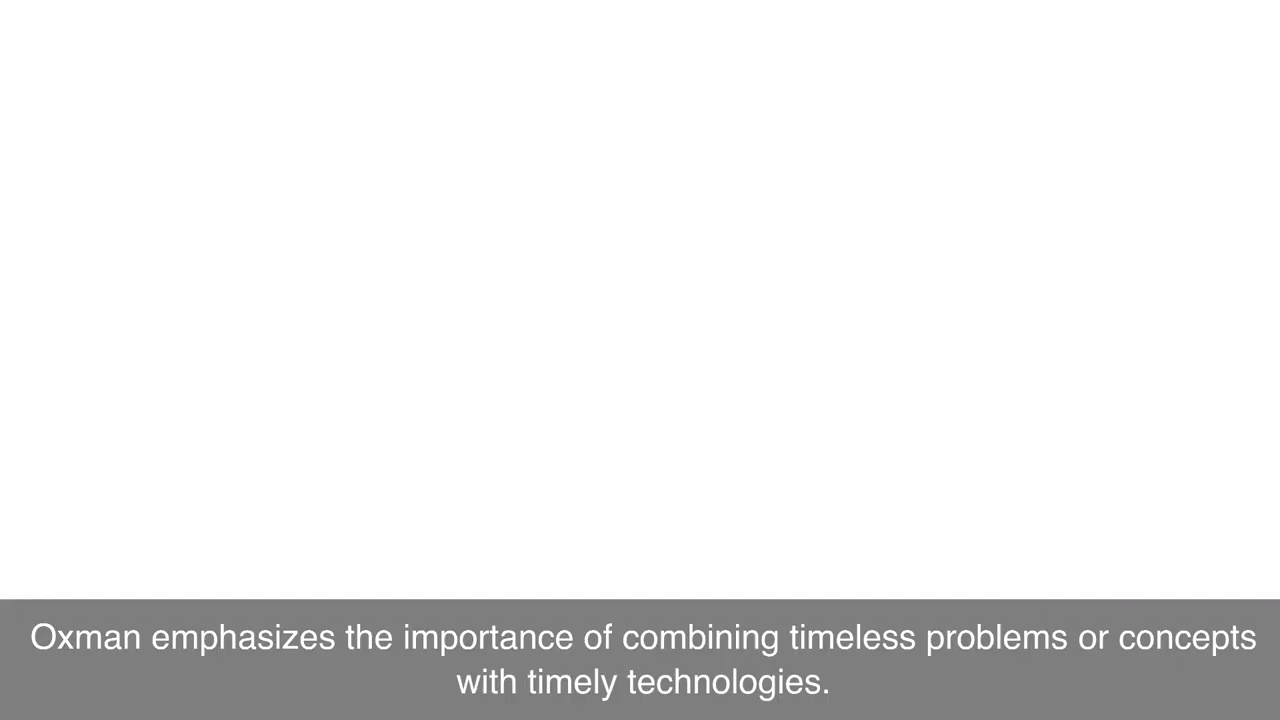 Oxman emphasizes the importance of combining timeless problems or concepts
with timely technologies.